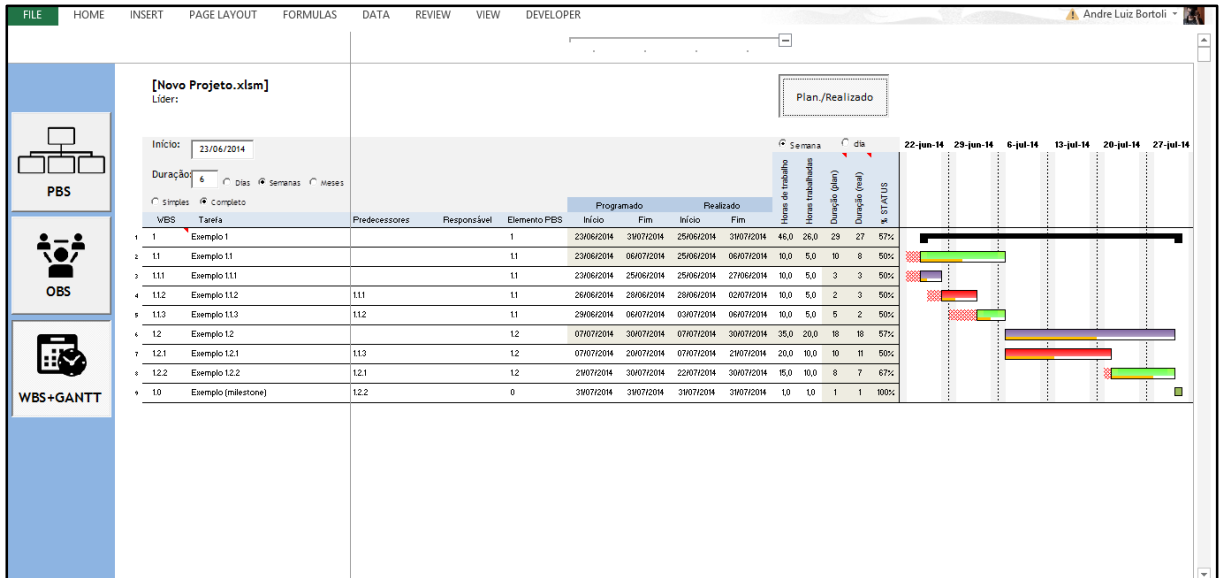 FILE HOME INSERT PAGE LAYOUT FORMULAS DATA REVIEW VIEW DEVELOPER Andre Luiz Bortoli
[Novo Projeto.xlsm]
Líder:
Plan./Realizado
PBS
OBS
WBS+GANTT
Início: 23/06/2014
Semana dia
22-jun-14 29-jun-14 6-jul-14 13-jul-14 20-jul-14 27-jul-14
Duração: 6 Dias Semanas Meses
Simples Completo
Programado Realizado
WBS Tarefa Predecessores Responsável Elemento PBS Início Fim Início Fim Horas de trabalho Horas trabalhadas Duração (plan) Duração (real) % STATUS
1 1 Exemplo 1 1 23/06/2014 31/07/2014 25/06/2014 31/07/2014 46,0 26,0 29 27 57%
2 1.1 Exemplo 1.1 1.1 23/06/2014 06/07/2014 25/06/2014 06/07/2014 10,0 5,0 10 8 50%
3 1.1.1 Exemplo 1.1.1 1.1 23/06/2014 25/06/2014 25/06/2014 27/06/2014 10,0 5,0 3 3 50%
4 1.1.2 Exemplo 1.1.2 1.1.1 1.1 26/06/2014 28/06/2014 28/06/2014 02/07/2014 10,0 5,0 2 3 50%
5 1.1.3 Exemplo 1.1.3 1.1.2 1.1 29/06/2014 06/07/2014 03/07/2014 06/07/2014 10,0 5,0 5 2 50%
6 1.2 Exemplo 1.2 1.2 07/07/2014 30/07/2014 07/07/2014 30/07/2014 35,0 20,0 18 18 57%
7 1.2.1 Exemplo 1.2.1 1.1.3 1.2 07/07/2014 20/07/2014 07/07/2014 21/07/2014 20,0 10,0 10 11 50%
8 1.2.2 Exemplo 1.2.2 1.2.1 1.2 21/07/2014 30/07/2014 22/07/2014 30/07/2014 15,0 10,0 8 7 67%
9 1.0 Exemplo (milestone) 1.2.2 0 31/07/2014 31/07/2014 31/07/2014 31/07/2014 1,0 1,0 1 1 100%